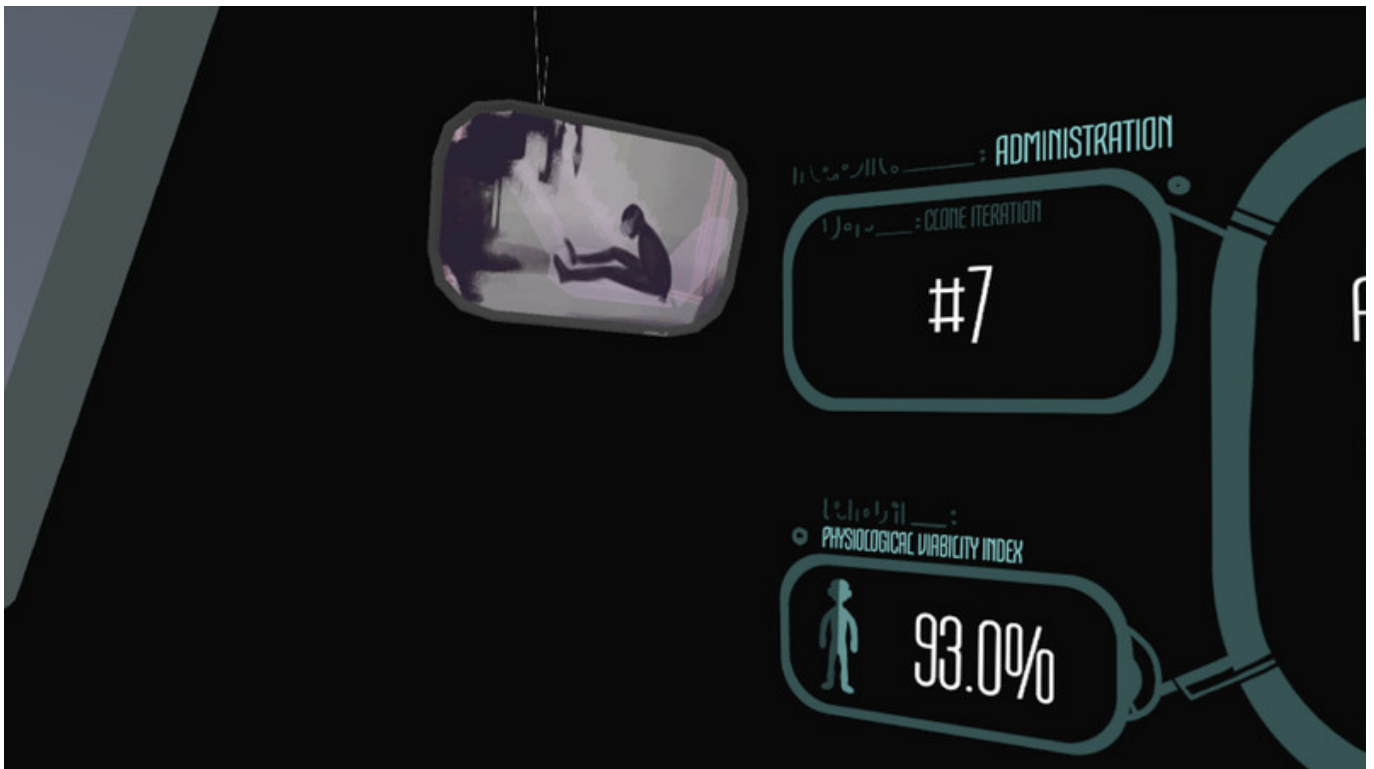 : ADMINISTRATION
: CLONE ITERATION
#7
:
PHYSIOLOGICAL VIABILITY INDEX
93.0%